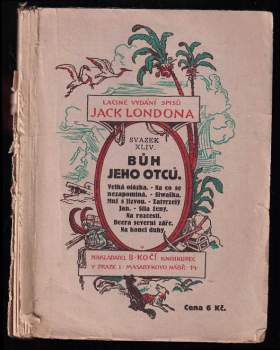 LACINÉ VYDÁNÍ SPISŮ
JACK LONDONA
SVAZEK
XLIV.
BŮH
JEHO OTCŮ.
Velká otázka. - Na co se
nezapomíná. - Siwaška.
Muž s jizvou. - Zatvrzelý
Jan. - Síla ženy.
Na rozcestí.
Dcera severní záře.
Na konci duhy.
NAKLADATEL B. KOČÍ KNIHKUPEC
V PRAZE I - MASARYKOVO NÁBŘ. 14.
Cena 6 Kč.